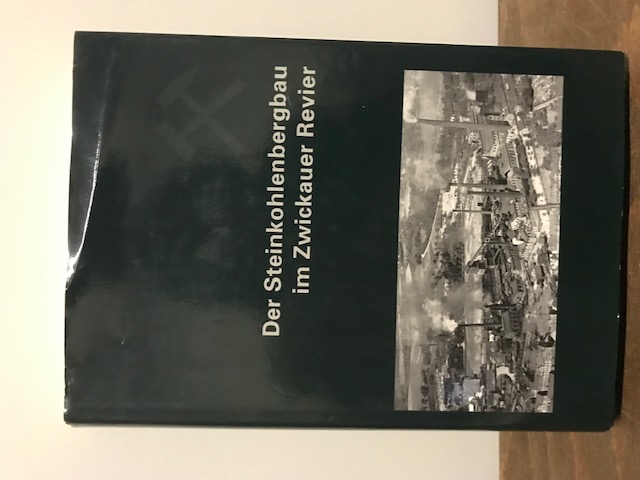 Der Steinkohlenbergbau
im Zwickauer Revier